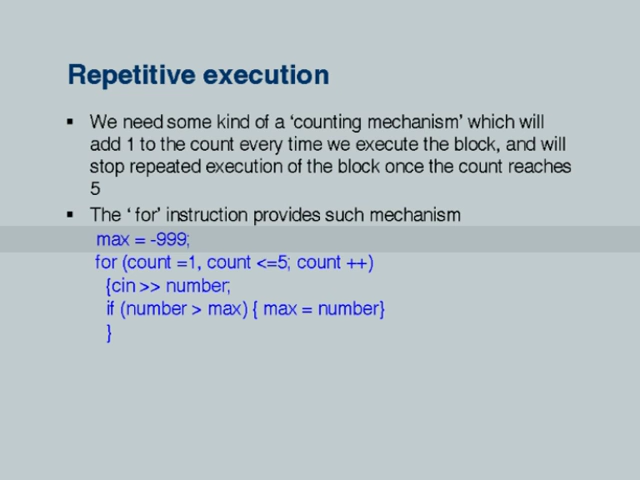 Repetitive execution
▪ We need some kind of a ‘counting mechanism’ which will
add 1 to the count every time we execute the block, and will
stop repeated execution of the block once the count reaches
5
▪ The ‘ for’ instruction provides such mechanism
max = -999;
for (count =1, count <=5; count ++)
{cin >> number;
if (number > max) { max = number}
}